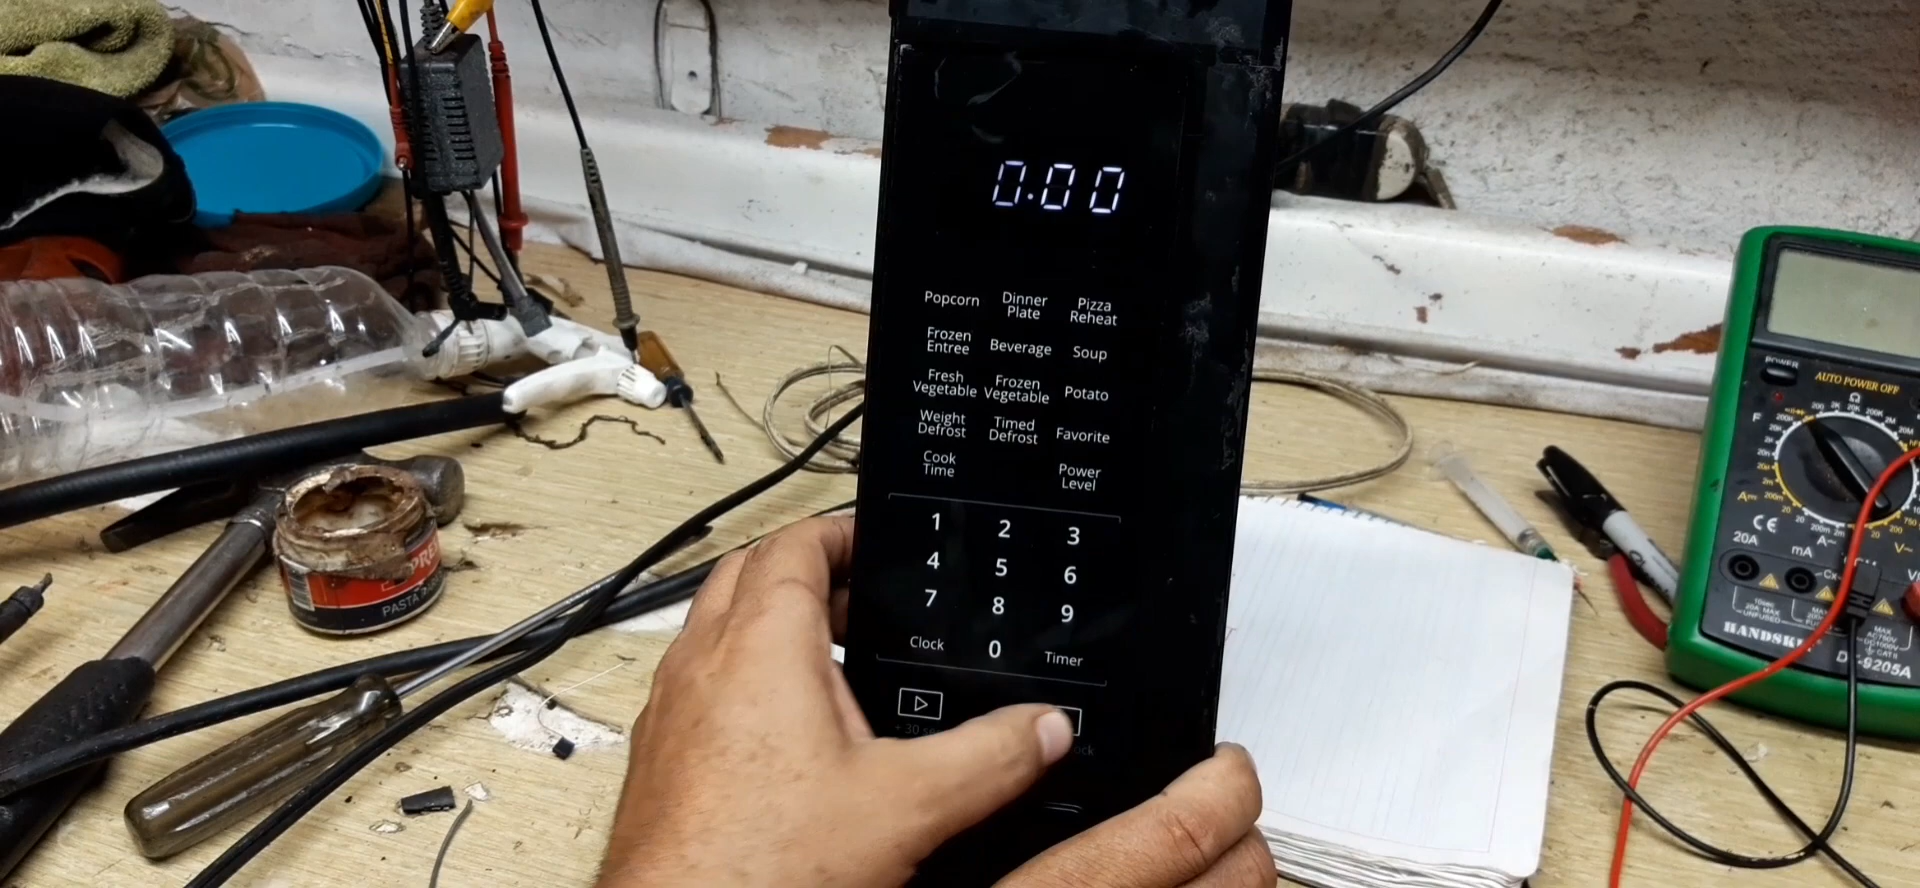 0:00
Popcorn
Dinner
Plate
Pizza
Reheat
Frozen
Entree
Beverage
Soup
Fresh
Vegetable
Frozen
Vegetable
Potato
Weight
Defrost
Timed
Defrost
Favorite
Cook
Time
Power
Level
1 2 3
4 5 6
7 8 9
Clock
0
Timer
+ 30
PASTA
POWER
AUTO POWER OFF
CE
20A
mA
Cx